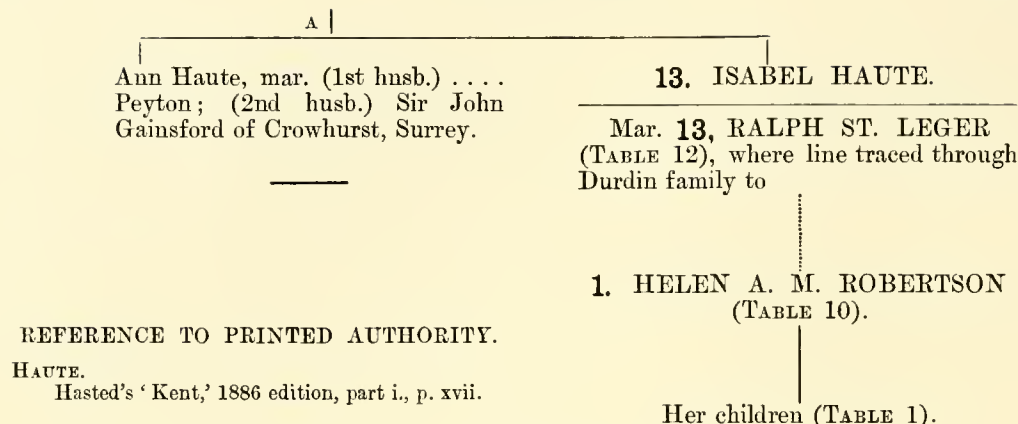 A
Ann Haute, mar. (1st husb.) ....
Peyton; (2nd husb.) Sir John
Gainsford of Crowhurst, Surrey.
13. ISABEL HAUTE.
Mar. 13, RALPH ST. LEGER
(TABLE 12), where line traced through
Durdin family to
1. HELEN A. M. ROBERTSON
(TABLE 10).
REFERENCE TO PRINTED AUTHORITY.
HAUTE.
Hasted's ‘Kent,’ 1886 edition, part i., p. xvii.
Her children (TABLE 1).